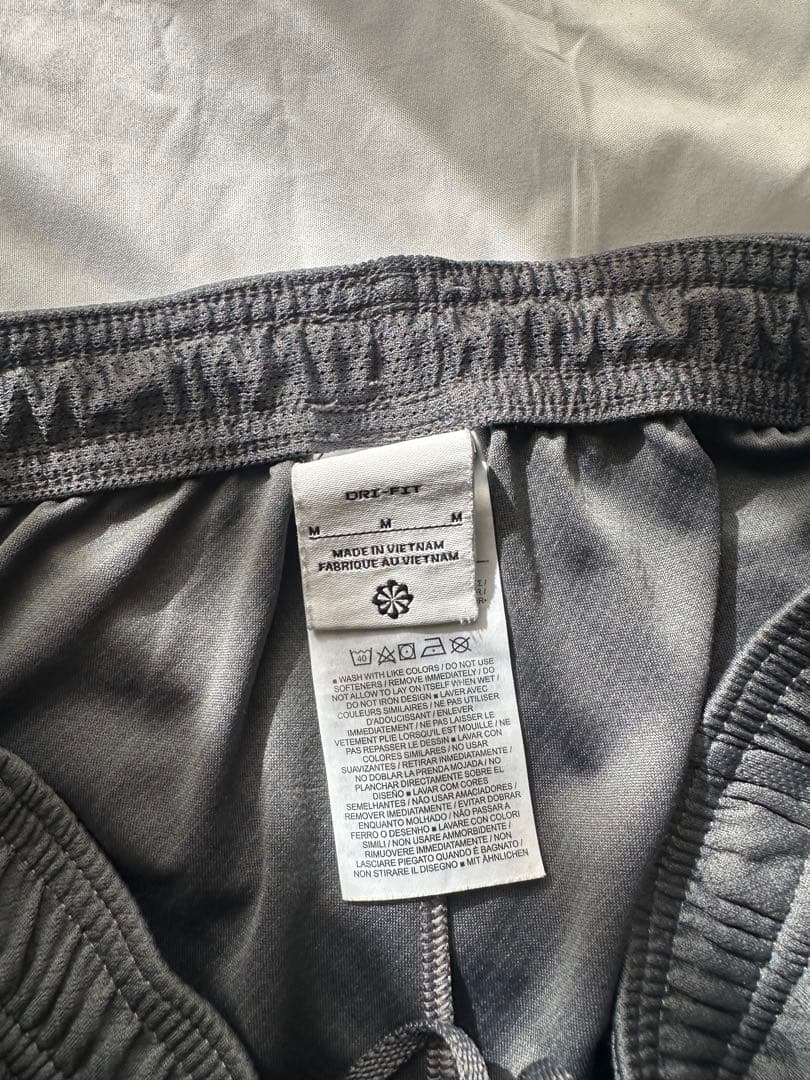 DRI-FIT
M M M
MADE IN VIETNAM
FABRIQUE AU VIETNAM
40
■ WASH WITH LIKE COLORS / DO NOT USE
SOFTENERS / REMOVE IMMEDIATELY / DO
NOT ALLOW TO LAY ON ITSELF WHEN WET /
DO NOT IRON DESIGN ■ LAVER AVEC
COULEURS SIMILAIRES / NE PAS UTILISER
D'ADOUCISSANT / ENLEVER
IMMEDIATEMENT / NE PAS LAISSER LE
VETEMENT PLIE LORSQU'IL EST MOUILLE / NE
PAS REPASSER LE DESSIN ■ LAVAR CON
COLORES SIMILARES / NO USAR
SUAVIZANTES / RETIRAR INMEDIATAMENTE /
NO DOBLAR LA PRENDA MOJADA / NO
PLANCHAR DIRECTAMENTE SOBRE EL
DISEÑO ■ LAVAR COM CORES
SEMELHANTES / NÃO USAR AMACIADORES /
REMOVER IMEDIATAMENTE / EVITAR DOBRAR
ENQUANTO MOLHADO / NÃO PASSAR A
FERRO O DESENHO ■ LAVARE CON COLORI
SIMILI / NON USARE AMMORBIDENTE /
RIMUOVERE IMMEDIATAMENTE / NON
LASCIARE PIEGATO QUANDO È BAGNATO /
NON STIRARE IL DISEGNO ■ MIT ÄHNLICHEN